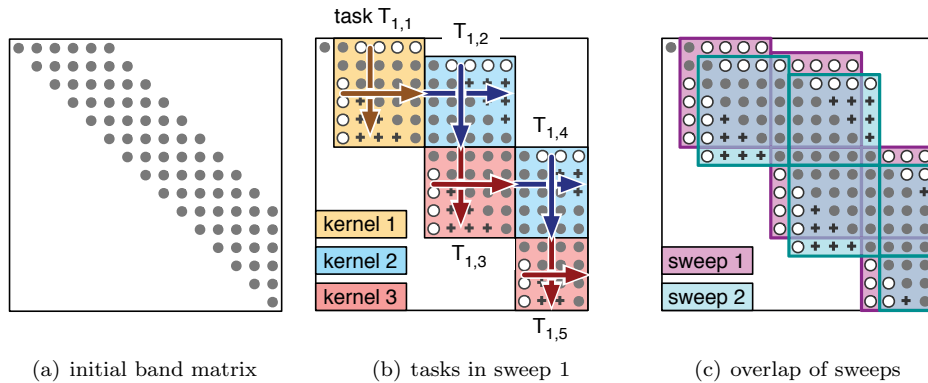 task T1,1
T1,2
T1,4
kernel 1
kernel 2
kernel 3
T1,3
T1,5
sweep 1
sweep 2
(a) initial band matrix
(b) tasks in sweep 1
(c) overlap of sweeps